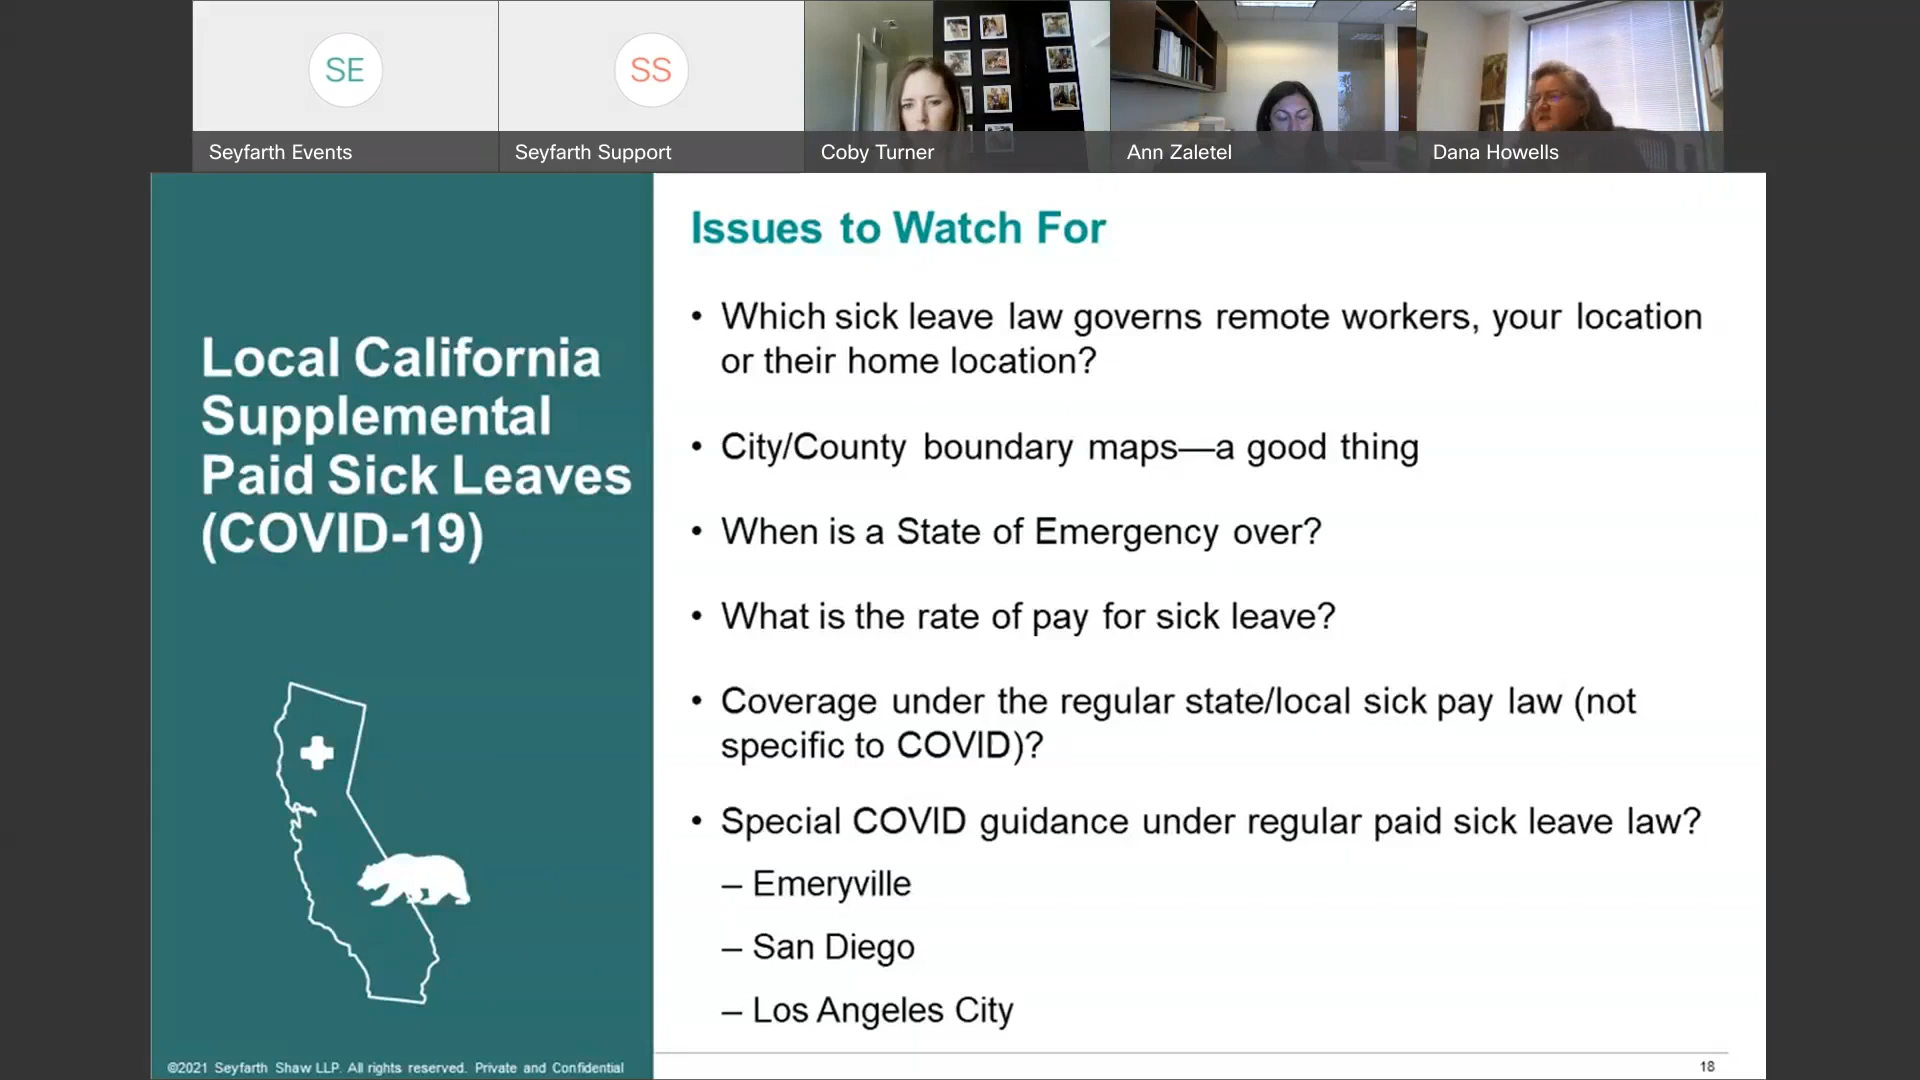 SE
SS
Seyfarth Events
Seyfarth Support
Coby Turner
Ann Zaletel
Dana Howells
Local California
Supplemental
Paid Sick Leaves
(COVID-19)
Issues to Watch For
• Which sick leave law governs remote workers, your location
or their home location?
• City/County boundary maps—a good thing
• When is a State of Emergency over?
• What is the rate of pay for sick leave?
• Coverage under the regular state/local sick pay law (not
specific to COVID)?
• Special COVID guidance under regular paid sick leave law?
– Emeryville
– San Diego
– Los Angeles City
©2021 Seyfarth Shaw LLP. All rights reserved. Private and Confidential
18